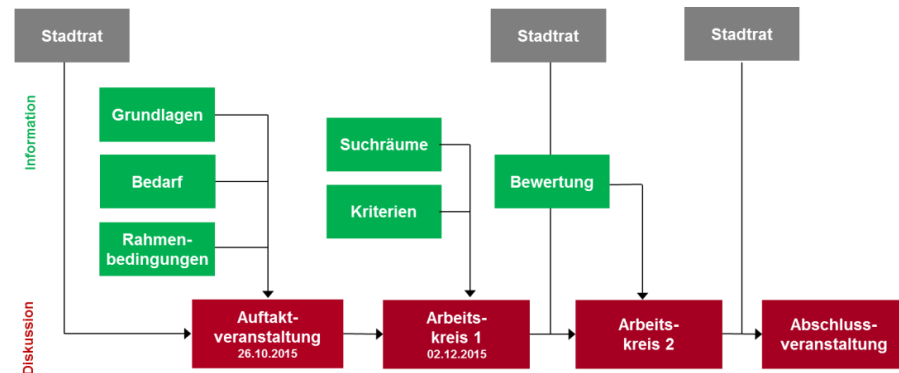 Stadtrat
Stadtrat
Stadtrat
Information
Grundlagen
Bedarf
Rahmen-
bedingungen
Suchräume
Kriterien
Bewertung
Diskussion
Auftakt-
veranstaltung
26.10.2015
Arbeits-
kreis 1
02.12.2015
Arbeits-
kreis 2
Abschluss-
veranstaltung